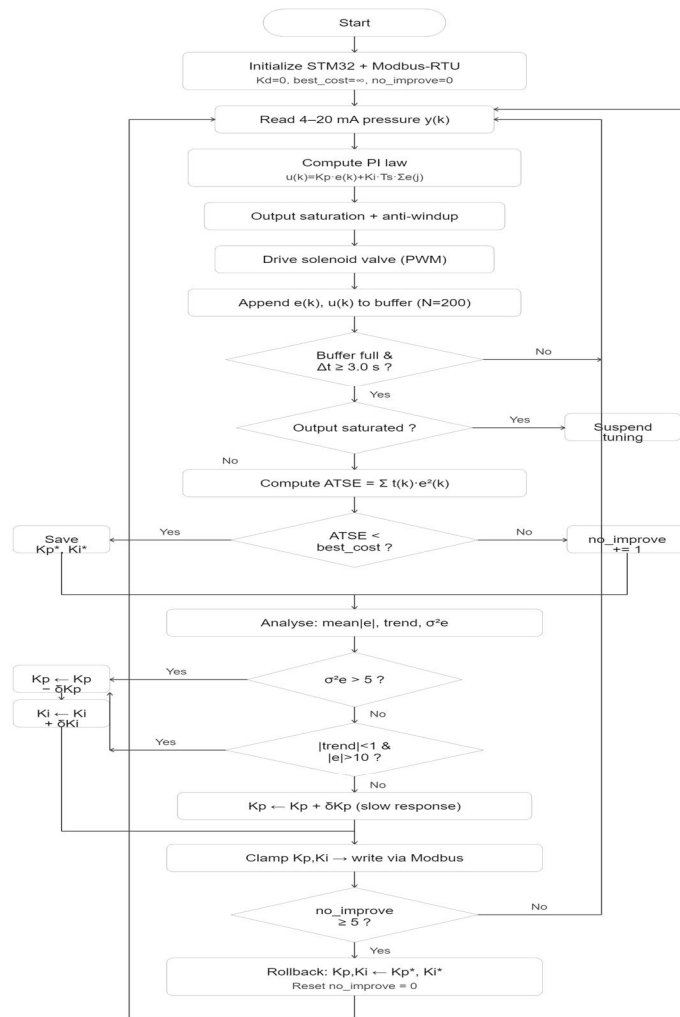 Start
Initialize STM32 + Modbus-RTU
Kd=0, best_cost=∞, no_improve=0
Read 4–20 mA pressure y(k)
Compute PI law
u(k)=Kp·e(k)+Ki·Ts·Σe(j)
Output saturation + anti-windup
Drive solenoid valve (PWM)
Append e(k), u(k) to buffer (N=200)
Buffer full &
Δt ≥ 3.0 s ?
No
Yes
Output saturated ?
Yes
Suspend
tuning
No
Compute ATSE = Σ t(k)·e²(k)
ATSE <
best_cost ?
Yes
Save
Kp*, Ki*
No
no_improve
+= 1
Analyse: mean|e|, trend, σ²e
σ²e > 5 ?
Yes
Kp ← Kp
− δKp
Ki ← Ki
+ δKi
No
|trend|<1 &
|e|>10 ?
Yes
No
Kp ← Kp + δKp (slow response)
Clamp Kp,Ki → write via Modbus
no_improve
≥ 5 ?
No
Yes
Rollback: Kp,Ki ← Kp*, Ki*
Reset no_improve = 0